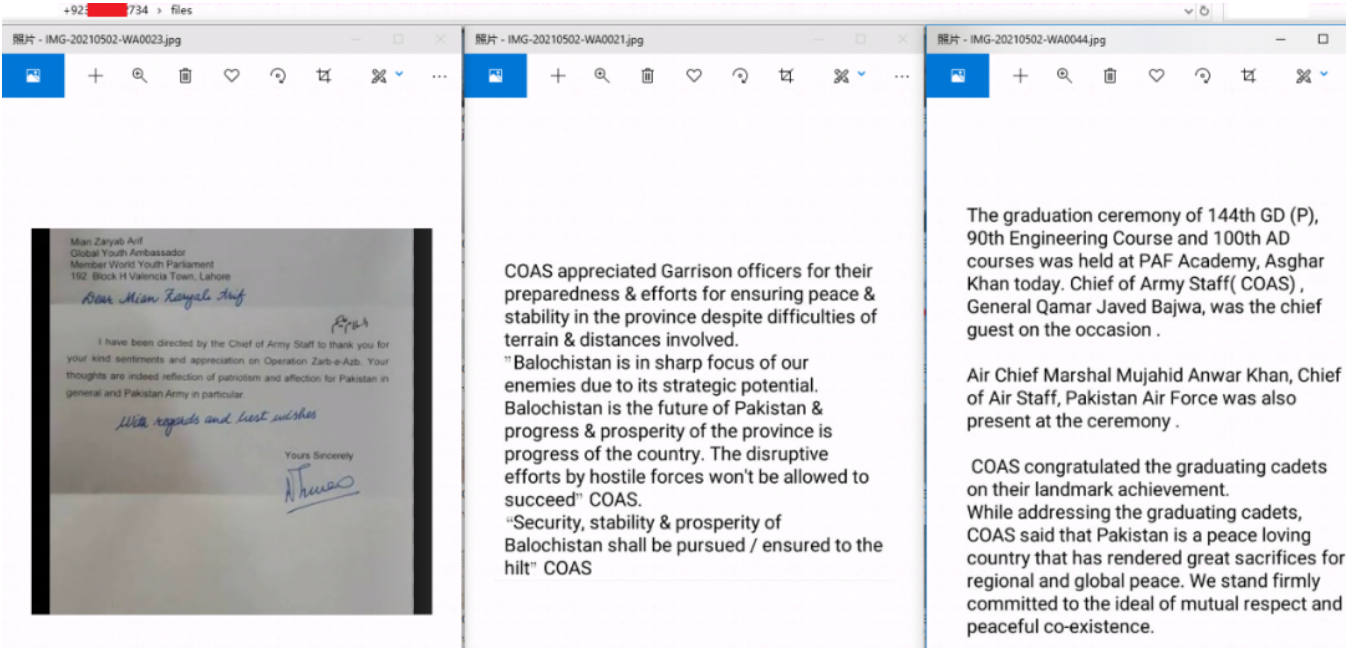 +923 734 › files
照片 - IMG-20210502-WA0023.jpg
Mian Zaryab Arif
Global Youth Ambassador
Member World Youth Parliament
192 Block H Valencia Town, Lahore
Dear Mian Zaryab Arif
I have been directed by the Chief of Army Staff to thank you for
your kind sentiments and appreciation on Operation Zarb-e-Azb. Your
thoughts are indeed reflection of patriotism and affection for Pakistan in
general and Pakistan Army in particular.
With regards and best wishes
Yours Sincerely
照片 - IMG-20210502-WA0021.jpg
COAS appreciated Garrison officers for their
preparedness & efforts for ensuring peace &
stability in the province despite difficulties of
terrain & distances involved.
”Balochistan is in sharp focus of our
enemies due to its strategic potential.
Balochistan is the future of Pakistan &
progress & prosperity of the province is
progress of the country. The disruptive
efforts by hostile forces won't be allowed to
succeed” COAS.
“Security, stability & prosperity of
Balochistan shall be pursued / ensured to the
hilt” COAS
照片 - IMG-20210502-WA0044.jpg
The graduation ceremony of 144th GD (P),
90th Engineering Course and 100th AD
courses was held at PAF Academy, Asghar
Khan today. Chief of Army Staff( COAS) ,
General Qamar Javed Bajwa, was the chief
guest on the occasion .
Air Chief Marshal Mujahid Anwar Khan, Chief
of Air Staff, Pakistan Air Force was also
present at the ceremony .
COAS congratulated the graduating cadets
on their landmark achievement.
While addressing the graduating cadets,
COAS said that Pakistan is a peace loving
country that has rendered great sacrifices for
regional and global peace. We stand firmly
committed to the ideal of mutual respect and
peaceful co-existence.